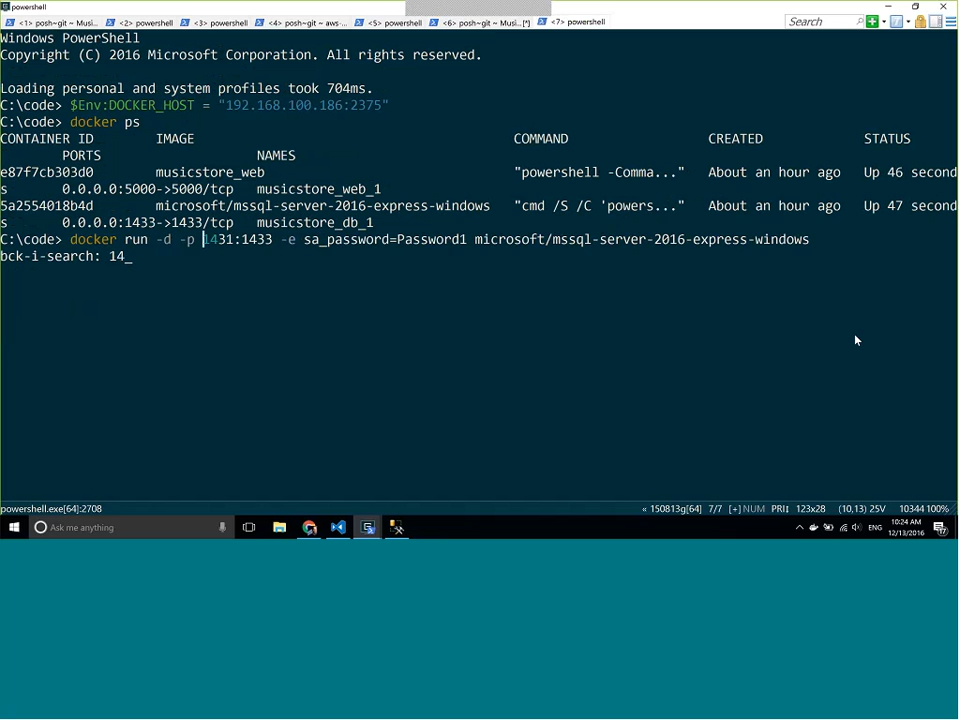 powershell
<1> posh~git ~ Musi...
<2> powershell
<3> powershell
<4> posh~git ~ aws-...
<5> powershell
<6> posh~git ~ Musi... [*]
<7> powershell
Search
Windows PowerShell
Copyright (C) 2016 Microsoft Corporation. All rights reserved.
Loading personal and system profiles took 704ms.
C:\code> $Env:DOCKER_HOST = "192.168.100.186:2375"
C:\code> docker ps
CONTAINER ID IMAGE COMMAND CREATED STATUS
PORTS NAMES
e87f7cb303d0 musicstore_web "powershell -Comma..." About an hour ago Up 46 second
s 0.0.0.0:5000->5000/tcp musicstore_web_1
5a2554018b4d microsoft/mssql-server-2016-express-windows "cmd /S /C 'powers..." About an hour ago Up 47 second
s 0.0.0.0:1433->1433/tcp musicstore_db_1
C:\code> docker run -d -p 1431:1433 -e sa_password=Password1 microsoft/mssql-server-2016-express-windows
bck-i-search: 14_
powershell.exe[64]:2708
« 150813g[64] 7/7 [+] NUM PRI↕ 123x28 (10,13) 25V 10344 100%
Ask me anything
ENG
10:24 AM
12/13/2016